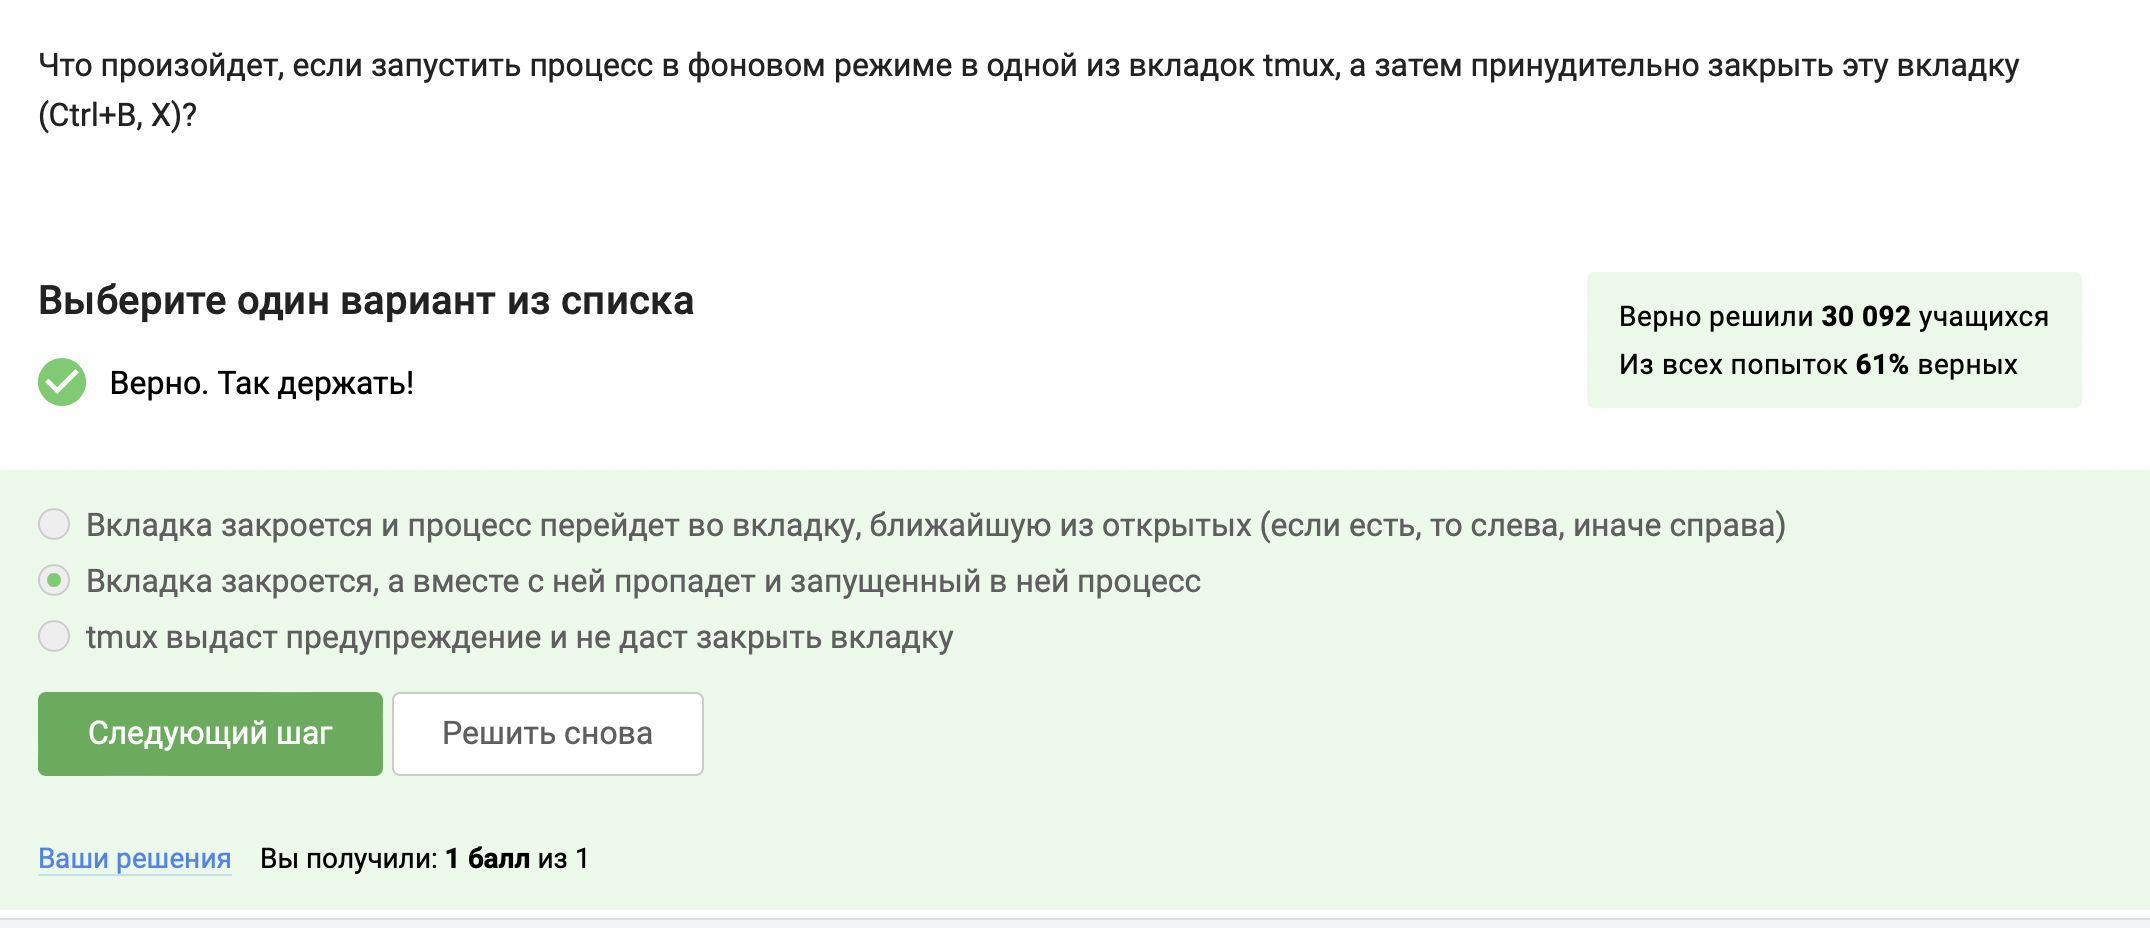 Что произойдет, если запустить процесс в фоновом режиме в одной из вкладок tmux, а затем принудительно закрыть эту вкладку
(Ctrl+B, X)?
Выберите один вариант из списка
Верно. Так держать!
Верно решили 30 092 учащихся
Из всех попыток 61% верных
Вкладка закроется и процесс перейдет во вкладку, ближайшую из открытых (если есть, то слева, иначе справа)
Вкладка закроется, а вместе с ней пропадет и запущенный в ней процесс
tmux выдаст предупреждение и не даст закрыть вкладку
Следующий шаг
Решить снова
Ваши решения Вы получили: 1 балл из 1